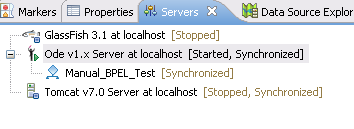 Markers Properties Servers Data Source Explor
GlassFish 3.1 at localhost [Stopped]
Ode v1.x Server at localhost [Started, Synchronized]
Manual_BPEL_Test [Synchronized]
Tomcat v7.0 Server at localhost [Stopped, Synchronized]